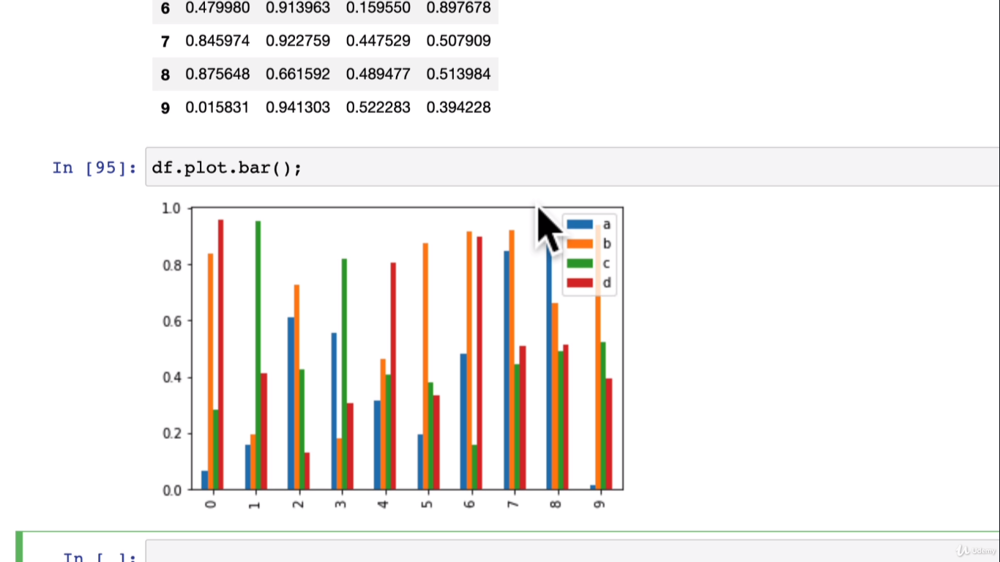 6 0.479980 0.913963 0.159550 0.897678
7 0.845974 0.922759 0.447529 0.507909
8 0.875648 0.661592 0.489477 0.513984
9 0.015831 0.941303 0.522283 0.394228
In [95]: df.plot.bar();
1.0
a
b
0.8
c
d
0.6
0.4
0.2
0.0
0 1 2 3 4 5 6 7 8 9
In [ ]:
Udemy